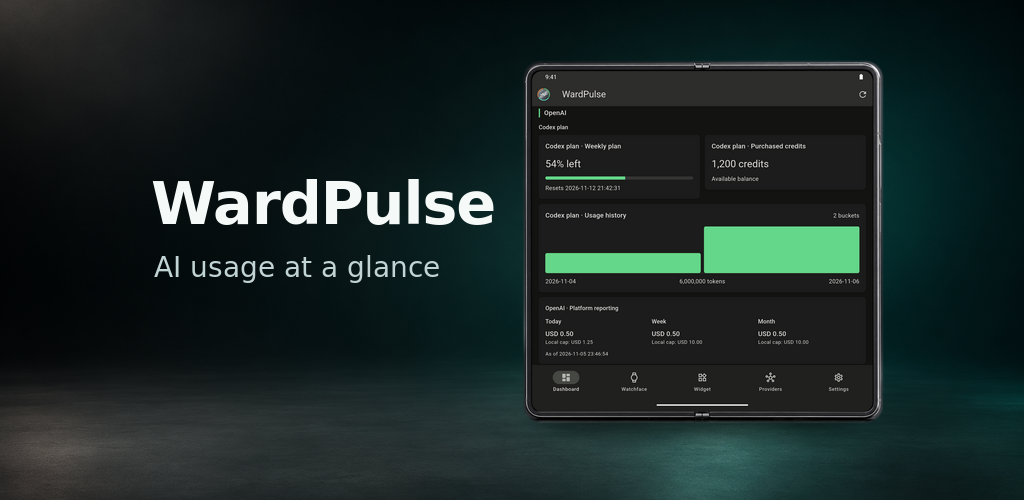 WardPulse
AI usage at a glance
9:41
WardPulse
OpenAI
Codex plan
Codex plan · Weekly plan
54% left
Resets 2026-11-12 21:42:31
Codex plan · Purchased credits
1,200 credits
Available balance
Codex plan · Usage history
2 buckets
2026-11-04
6,000,000 tokens
2026-11-06
OpenAI · Platform reporting
Today
Week
Month
USD 0.50
USD 0.50
USD 0.50
Local cap: USD 1.25
Local cap: USD 10.00
Local cap: USD 10.00
As of 2026-11-05 23:46:54
Dashboard
Watchface
Widget
Providers
Settings